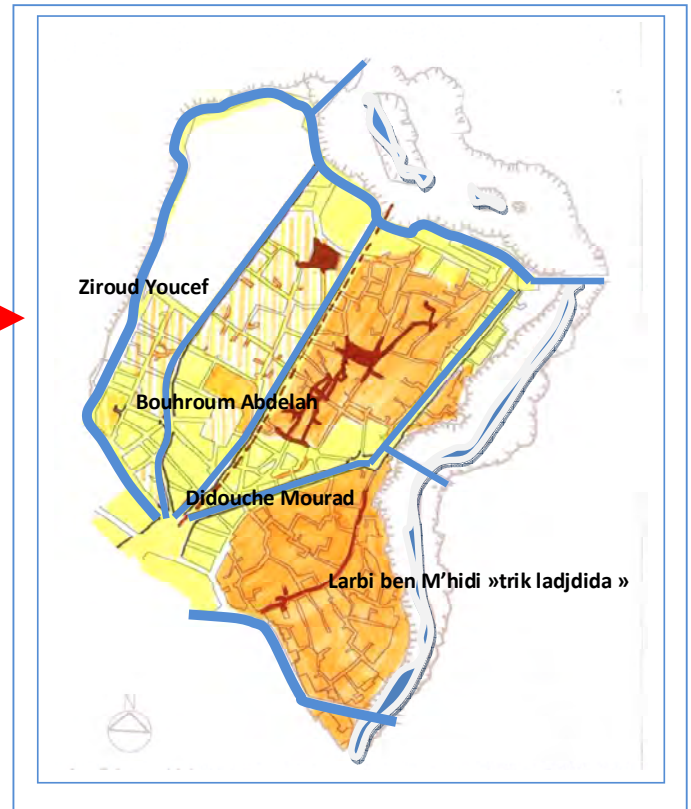 Ziroud Youcef
Bouhroum Abdelah
Didouche Mourad
Larbi ben M’hidi »trik ladjdida »
N